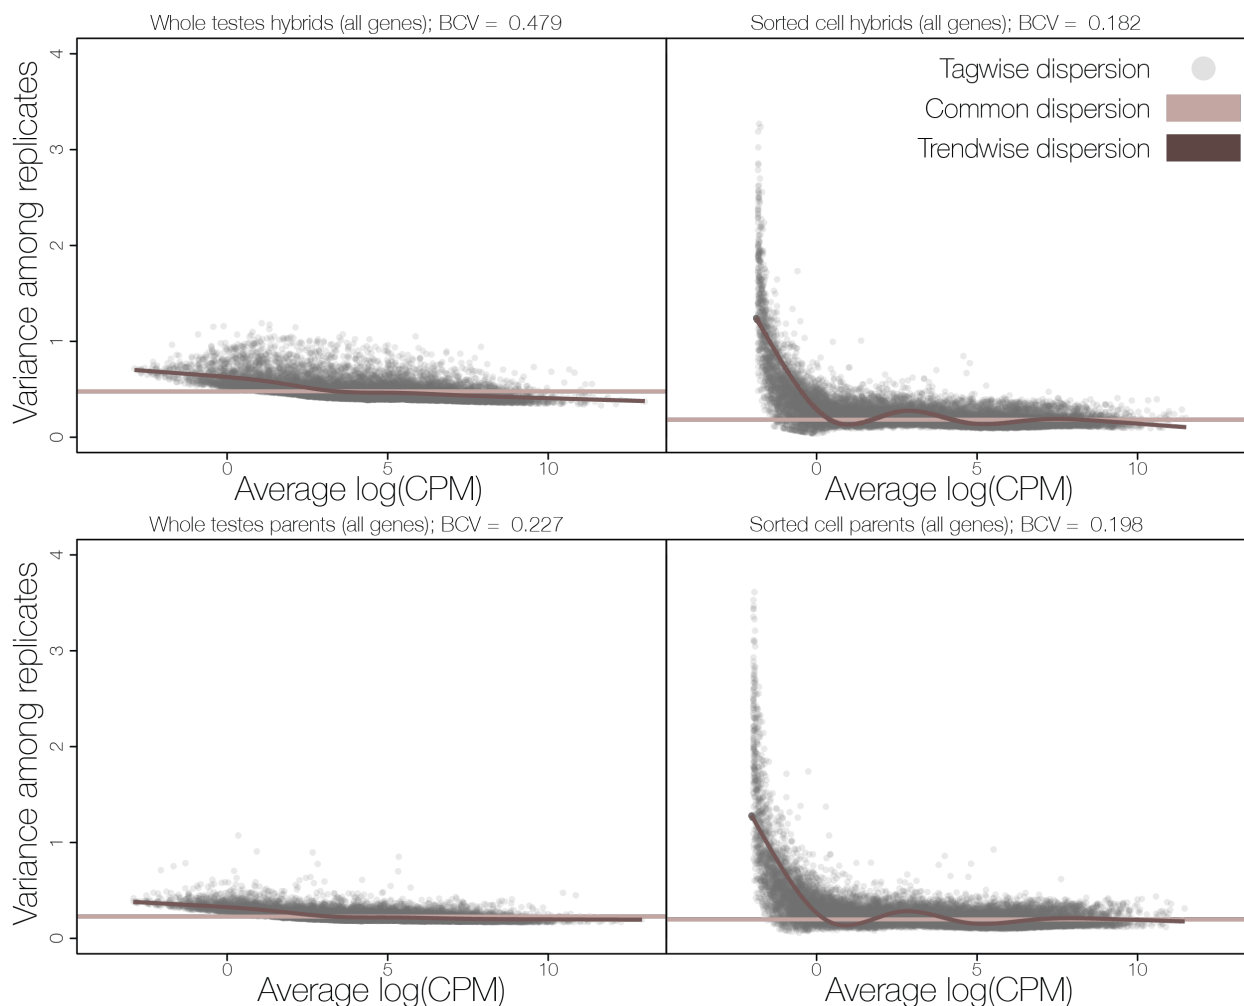 Whole testes hybrids (all genes); BCV = 0.479
Sorted cell hybrids (all genes); BCV = 0.182
Variance among replicates
4
3
2
1
0
Tagwise dispersion
Common dispersion
Trendwise dispersion
0 5 10
0 5 10
Average log(CPM)
Average log(CPM)
Whole testes parents (all genes); BCV = 0.227
Sorted cell parents (all genes); BCV = 0.198
Variance among replicates
4
3
2
1
0
0 5 10
0 5 10
Average log(CPM)
Average log(CPM)